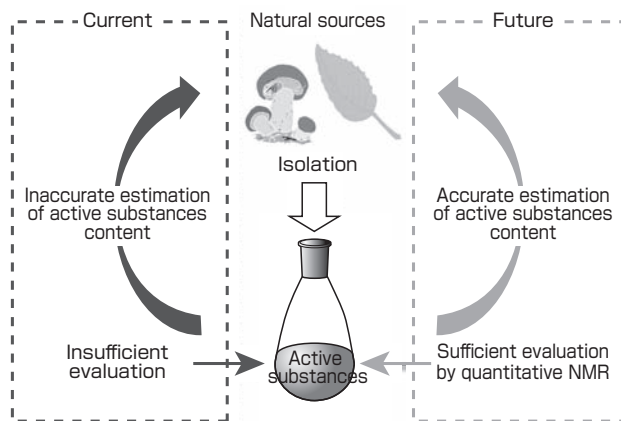 Current
Natural sources
Future
Isolation
Inaccurate estimation
of active substances
content
Accurate estimation
of active substances
content
Insufficient
evaluation
Active
substances
Sufficient evaluation
by quantitative NMR